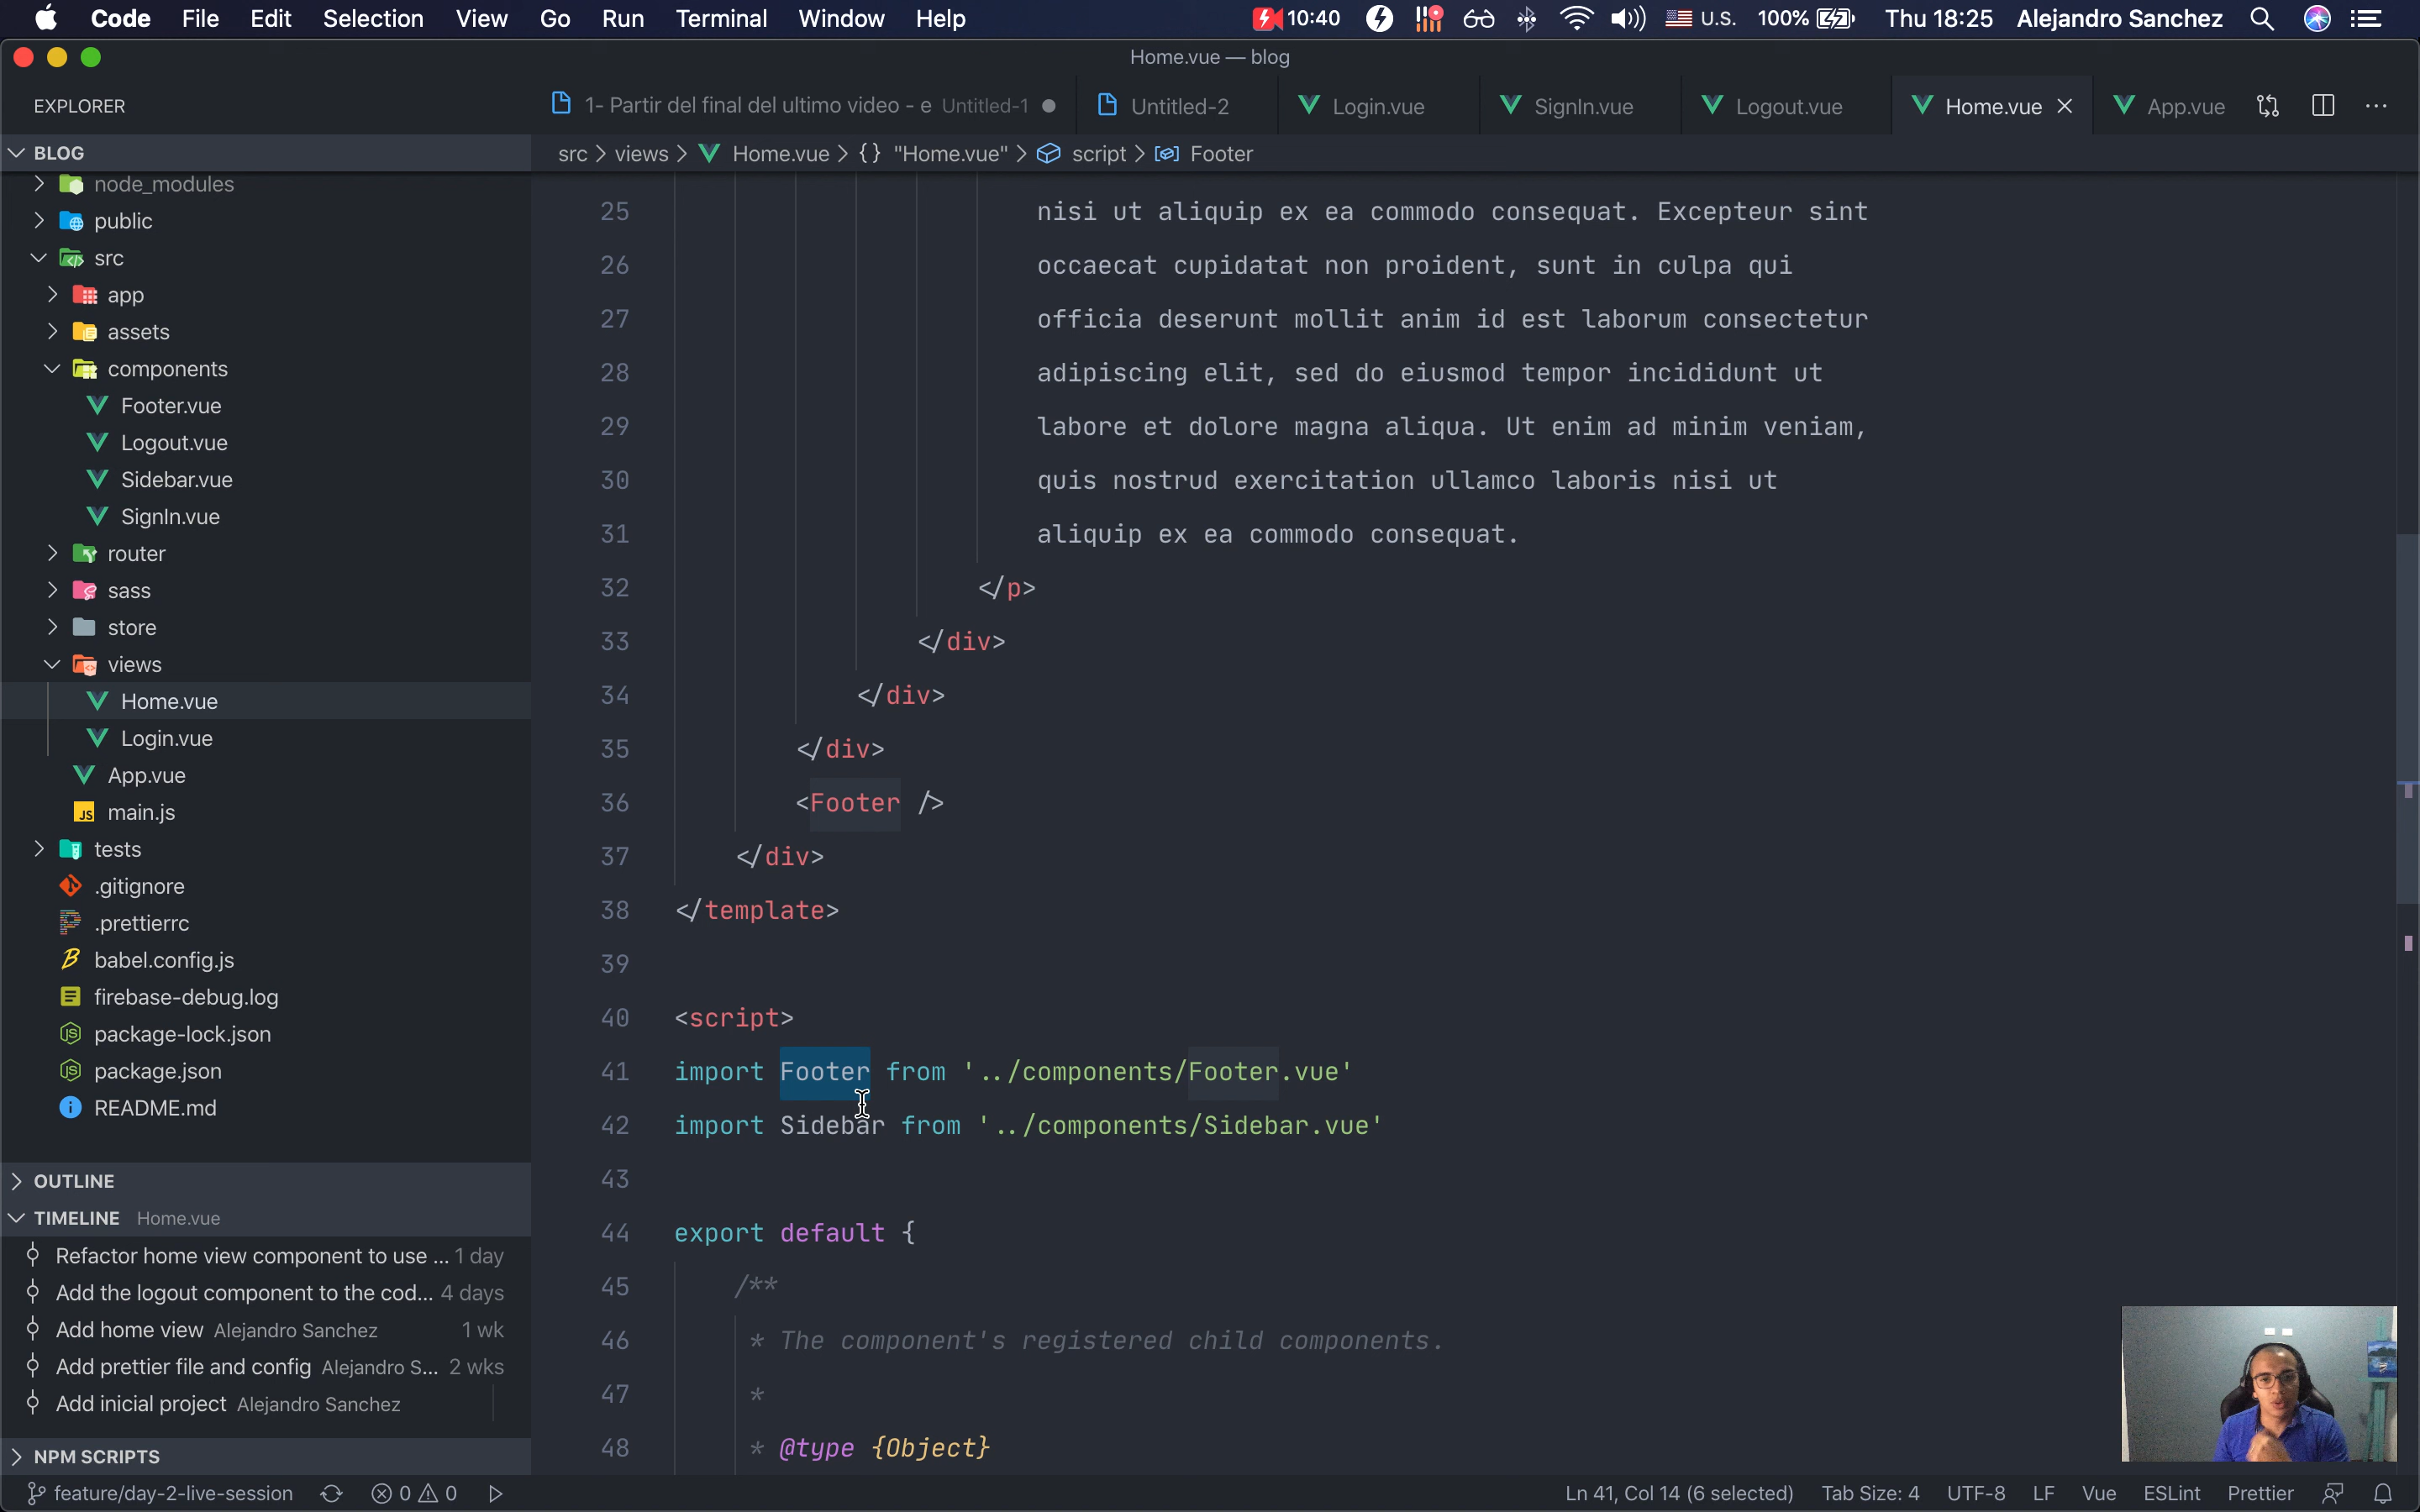 Code File Edit Selection View Go Run Terminal Window Help 10:40 U.S. 100% Thu 18:25 Alejandro Sanchez
Home.vue — blog
EXPLORER
1- Partir del final del ultimo video - e Untitled-1 Untitled-2 Login.vue SignIn.vue Logout.vue Home.vue App.vue
BLOG
src > views > Home.vue > {} "Home.vue" > script > Footer
node_modules
public
src
app
assets
components
Footer.vue
Logout.vue
Sidebar.vue
SignIn.vue
router
sass
store
views
Home.vue
Login.vue
App.vue
main.js
tests
.gitignore
.prettierrc
babel.config.js
firebase-debug.log
package-lock.json
package.json
README.md
OUTLINE
TIMELINE Home.vue
Refactor home view component to use ... 1 day
Add the logout component to the cod... 4 days
Add home view Alejandro Sanchez 1 wk
Add prettier file and config Alejandro S... 2 wks
Add inicial project Alejandro Sanchez
NPM SCRIPTS
25 nisi ut aliquip ex ea commodo consequat. Excepteur sint
26 occaecat cupidatat non proident, sunt in culpa qui
27 officia deserunt mollit anim id est laborum consectetur
28 adipiscing elit, sed do eiusmod tempor incididunt ut
29 labore et dolore magna aliqua. Ut enim ad minim veniam,
30 quis nostrud exercitation ullamco laboris nisi ut
31 aliquip ex ea commodo consequat.
32 </p>
33 </div>
34 </div>
35 </div>
36 <Footer />
37 </div>
38 </template>
39
40 <script>
41 import Footer from '../components/Footer.vue'
42 import Sidebar from '../components/Sidebar.vue'
43
44 export default {
45 /**
46 * The component's registered child components.
47 *
48 * @type {Object}
feature/day-2-live-session 0 0 Ln 41, Col 14 (6 selected) Tab Size: 4 UTF-8 LF Vue ESLint Prettier